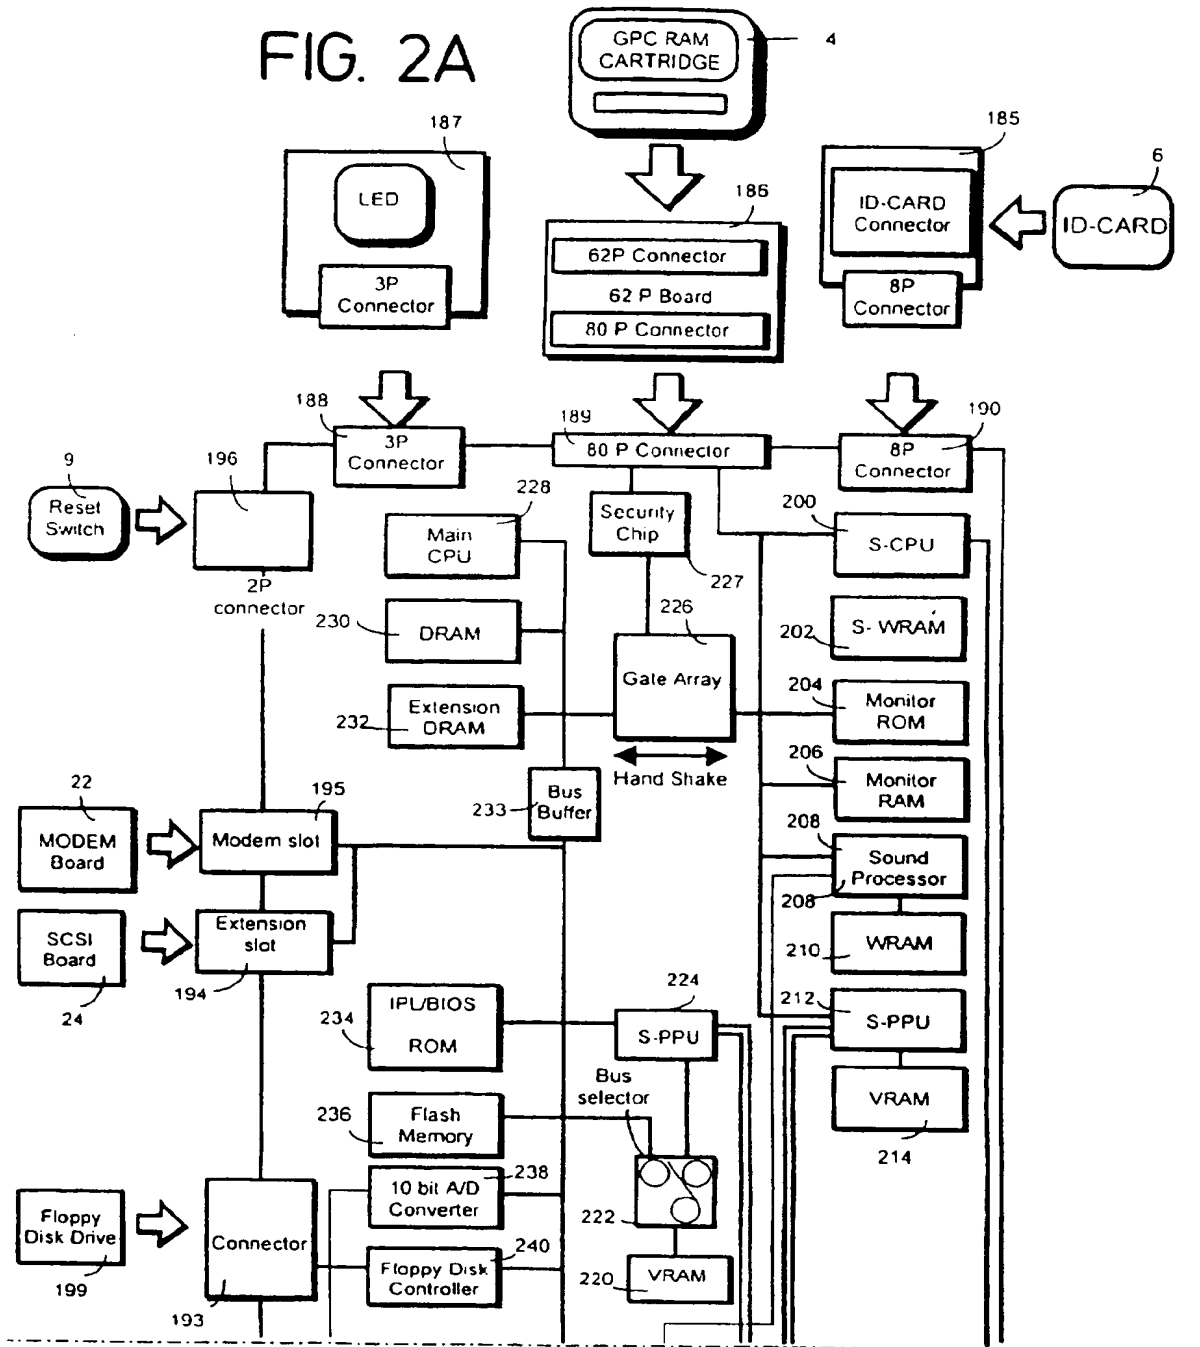 FIG. 2A
GPC RAM
CARTRIDGE
4
187
LED
3P
Connector
186
62P Connector
62 P Board
80 P Connector
185
ID-CARD
Connector
8P
Connector
6
ID-CARD
188
3P
Connector
189
80 P Connector
190
8P
Connector
9
Reset
Switch
196
2P
connector
228
Main
CPU
Security
Chip
227
200
S-CPU
230
DRAM
226
Gate Array
202
S-WRAM
232
Extension
DRAM
204
Monitor
ROM
Hand Shake
206
Monitor
RAM
22
MODEM
Board
195
Modem slot
233
Bus
Buffer
208
Sound
Processor
208
SCSI
Board
24
Extension
slot
194
210
WRAM
234
IPL/BIOS
ROM
224
S-PPU
212
S-PPU
Bus
selector
VRAM
214
236
Flash
Memory
238
10 bit A/D
Converter
222
Floppy
Disk Drive
199
Connector
193
240
Floppy Disk
Controller
220
VRAM